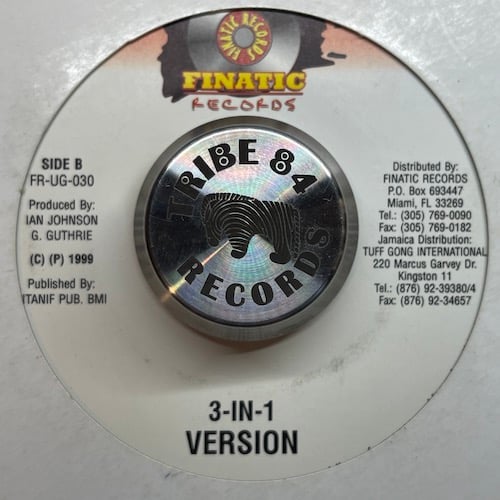 FINATIC RECORDS
FINATIC
RECORDS
SIDE B
FR-UG-030
Produced By:
IAN JOHNSON
G. GUTHRIE
(C) (P) 1999
Published By:
ITANIF PUB. BMI
TRIBE 84
RECORDS
Distributed By:
FINATIC RECORDS
P.O. Box 693447
Miami, FL 33269
Tel.: (305) 769-0090
Fax: (305) 769-0182
Jamaica Distribution:
TUFF GONG INTERNATIONAL
220 Marcus Garvey Dr.
Kingston 11
Tel.: (876) 92-39380/4
Fax: (876) 92-34657
3-IN-1
VERSION